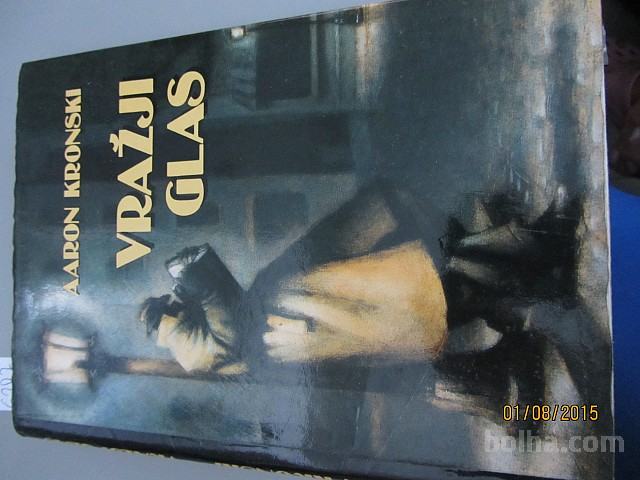 AARON KRONSKI
VRAŽJI
GLAS
01/08/2015
bolha.com